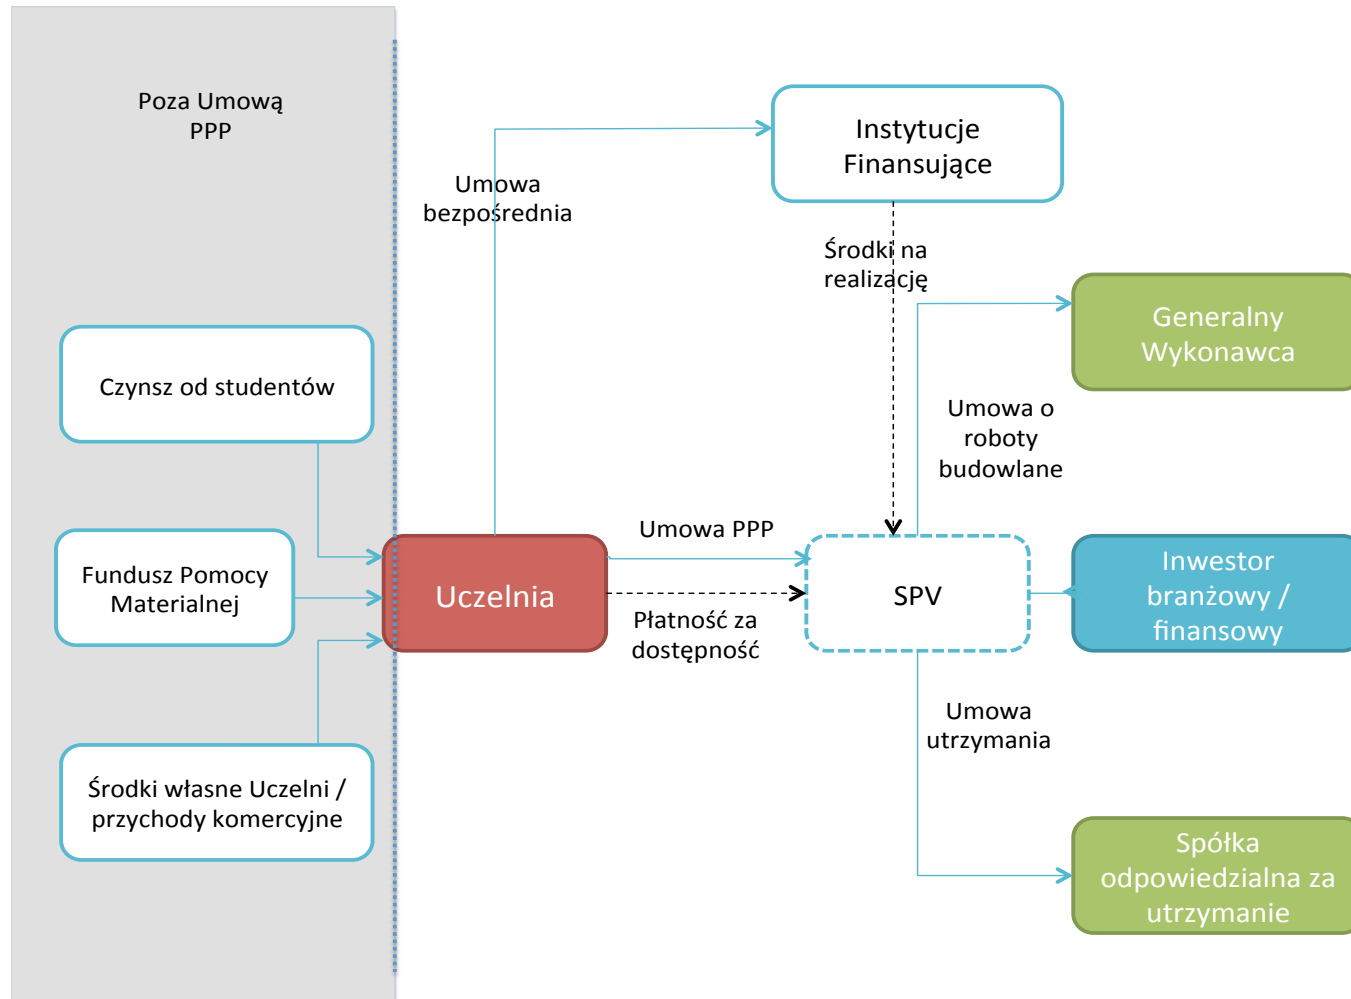 Poza Umową
PPP
Instytucje
Finansujące
Umowa
bezpośrednia
Środki na
realizację
Generalny
Wykonawca
Czynsz od studentów
Umowa o
roboty
budowlane
Umowa PPP
Fundusz Pomocy
Materialnej
Uczelnia
SPV
Inwestor
branżowy /
finansowy
Płatność za
dostępność
Umowa
utrzymania
Środki własne Uczelni /
przychody komercyjne
Spółka
odpowiedzialna za
utrzymanie